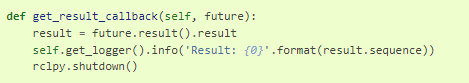 def get_result_callback(self, future):
    result = future.result().result
    self.get_logger().info('Result: {0}'.format(result.sequence))
    rclpy.shutdown()